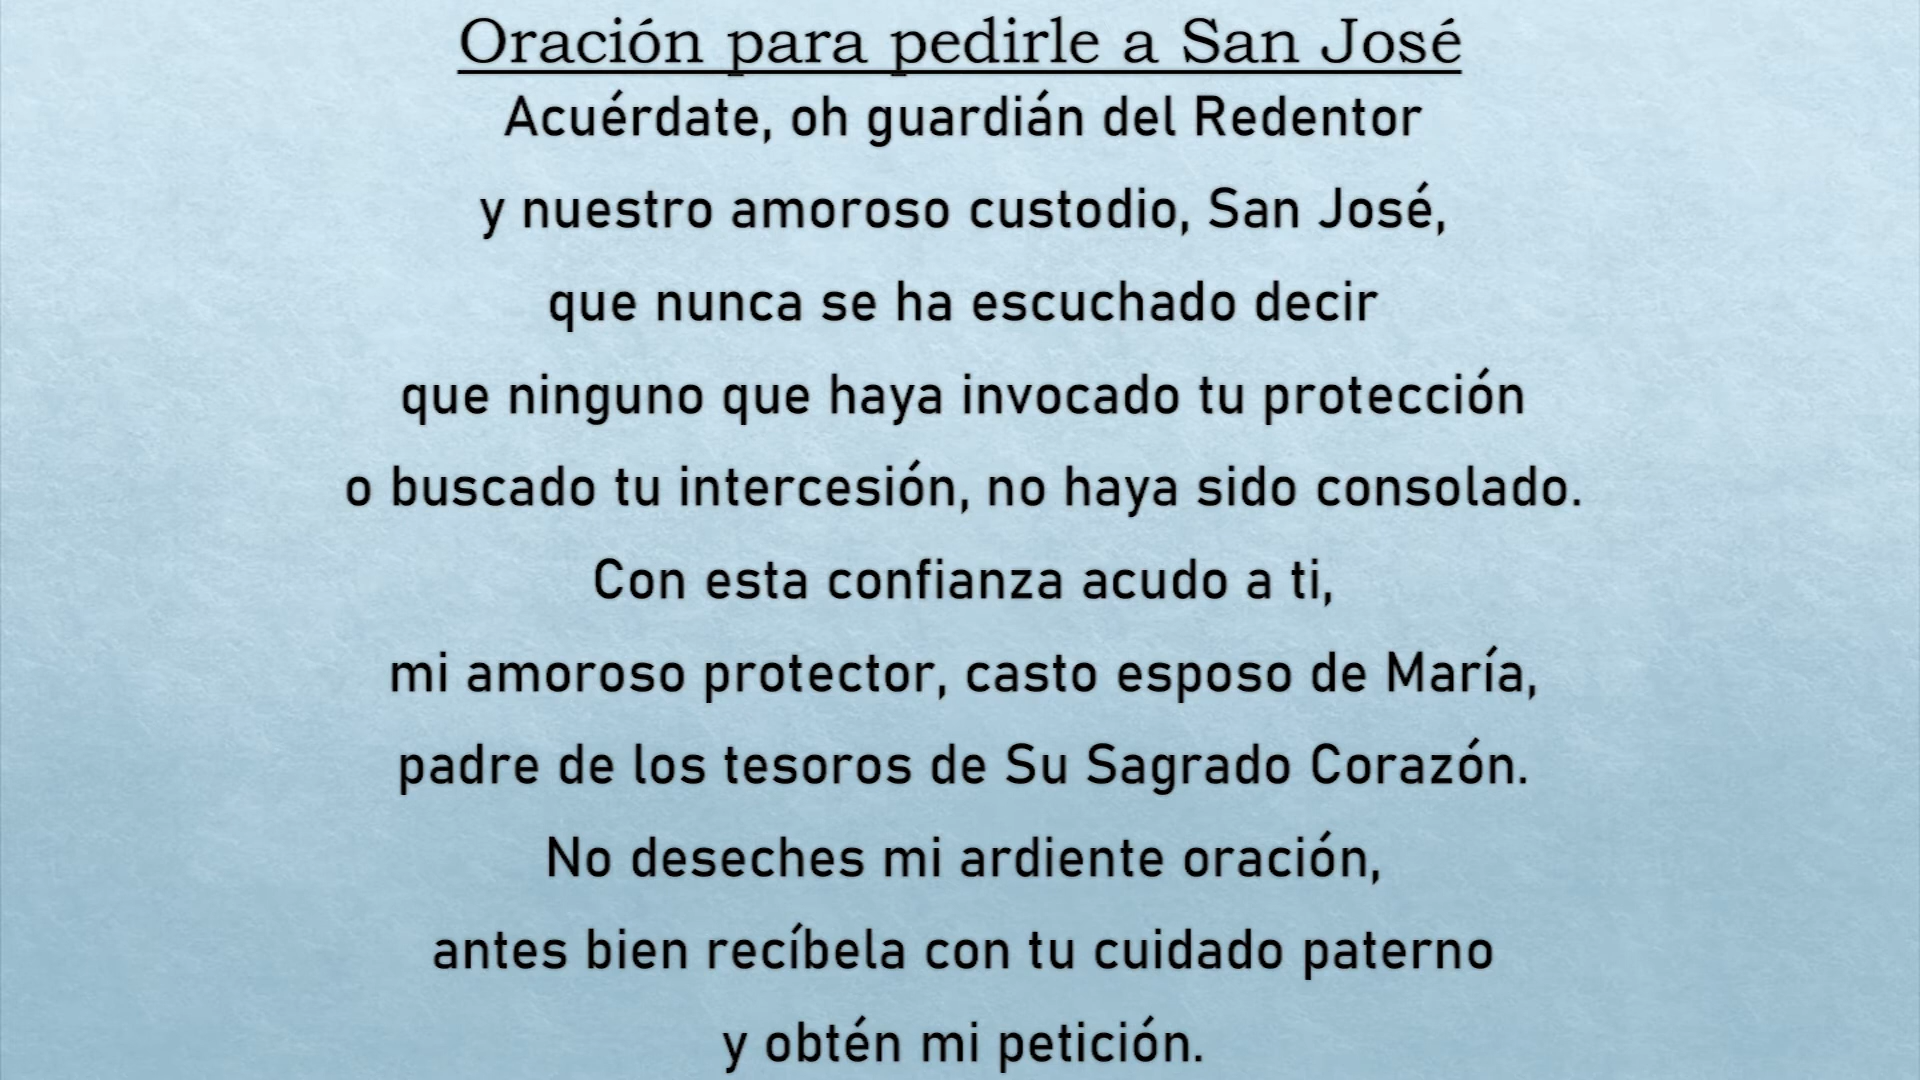 Oración para pedirle a San José
Acuérdate, oh guardián del Redentor
y nuestro amoroso custodio, San José,
que nunca se ha escuchado decir
que ninguno que haya invocado tu protección
o buscado tu intercesión, no haya sido consolado.
Con esta confianza acudo a ti,
mi amoroso protector, casto esposo de María,
padre de los tesoros de Su Sagrado Corazón.
No deseches mi ardiente oración,
antes bien recíbela con tu cuidado paterno
y obtén mi petición.